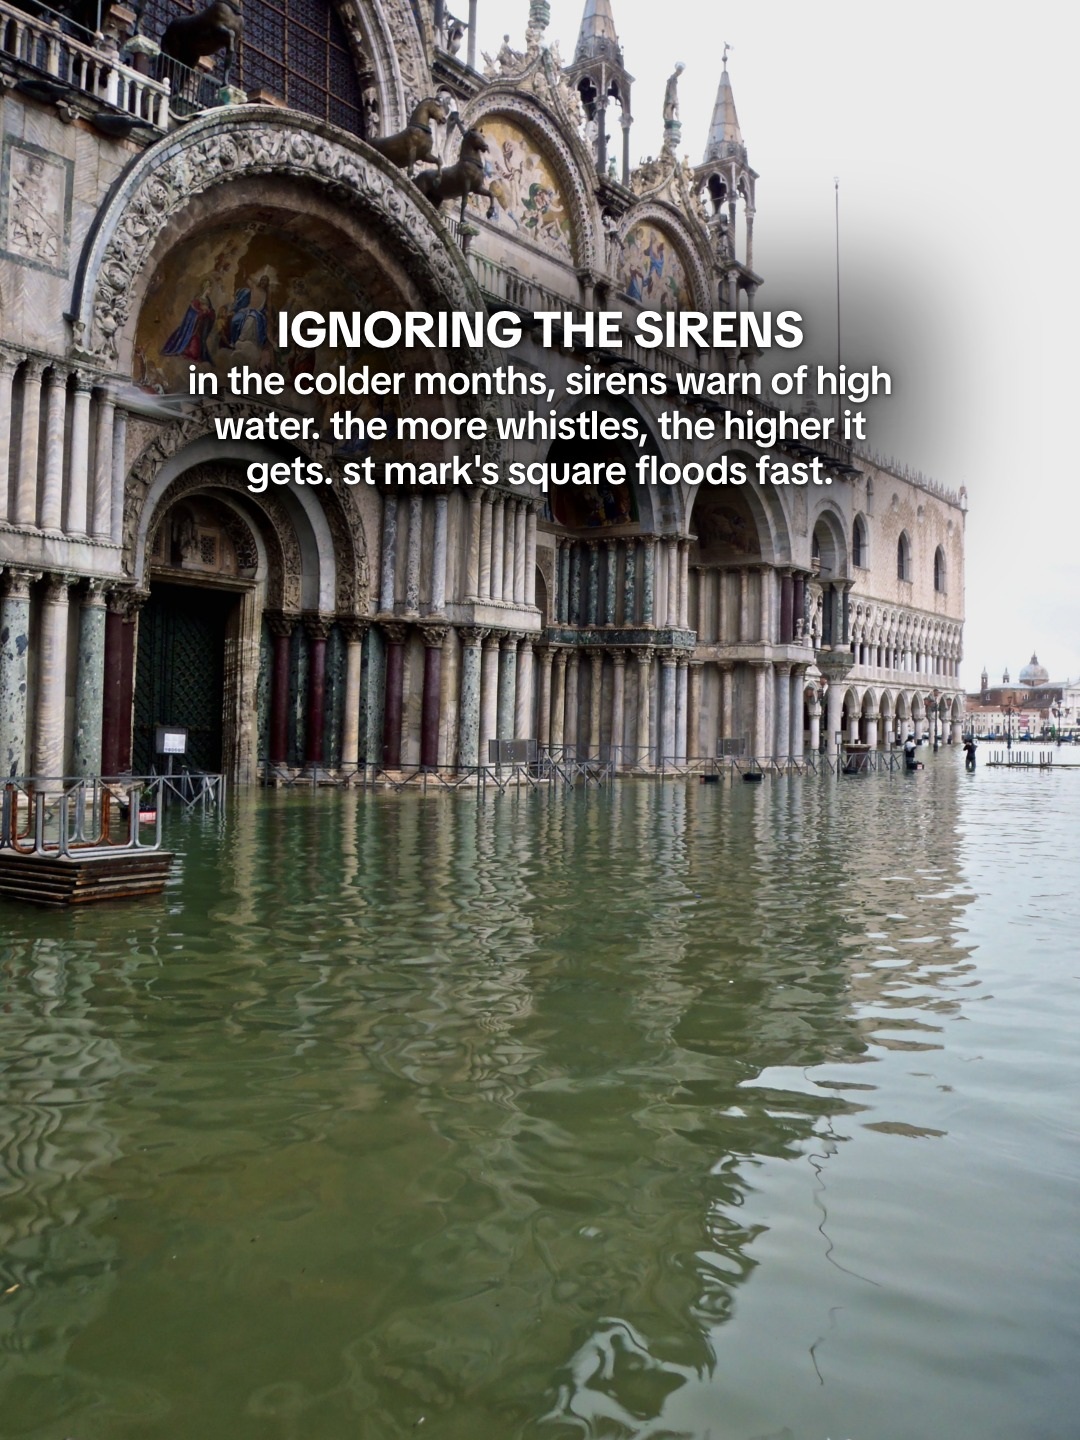 IGNORING THE SIRENS
in the colder months, sirens warn of high
water. the more whistles, the higher it
gets. st mark's square floods fast.